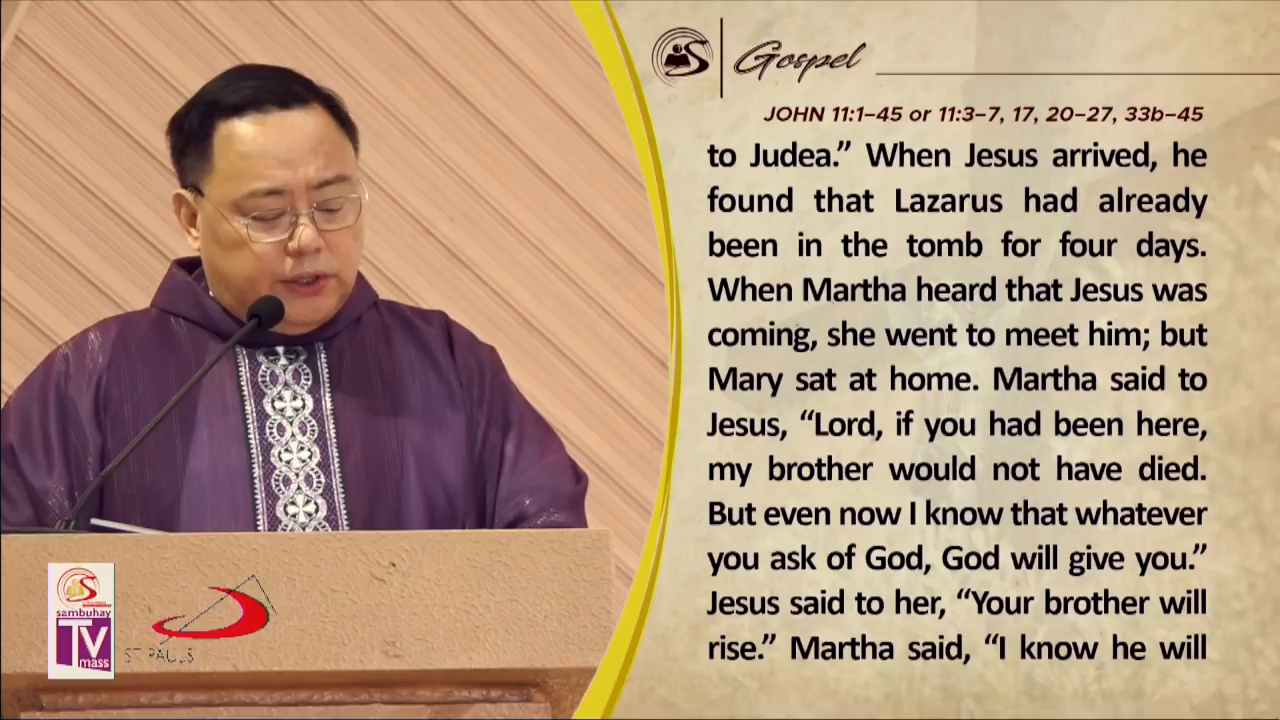 Gospel
JOHN 11:1–45 or 11:3–7, 17, 20–27, 33b–45
to Judea.” When Jesus arrived, he
found that Lazarus had already
been in the tomb for four days.
When Martha heard that Jesus was
coming, she went to meet him; but
Mary sat at home. Martha said to
Jesus, “Lord, if you had been here,
my brother would not have died.
But even now I know that whatever
you ask of God, God will give you.”
Jesus said to her, “Your brother will
rise.” Martha said, “I know he will
sambuhay
TV
mass
ST PAULS